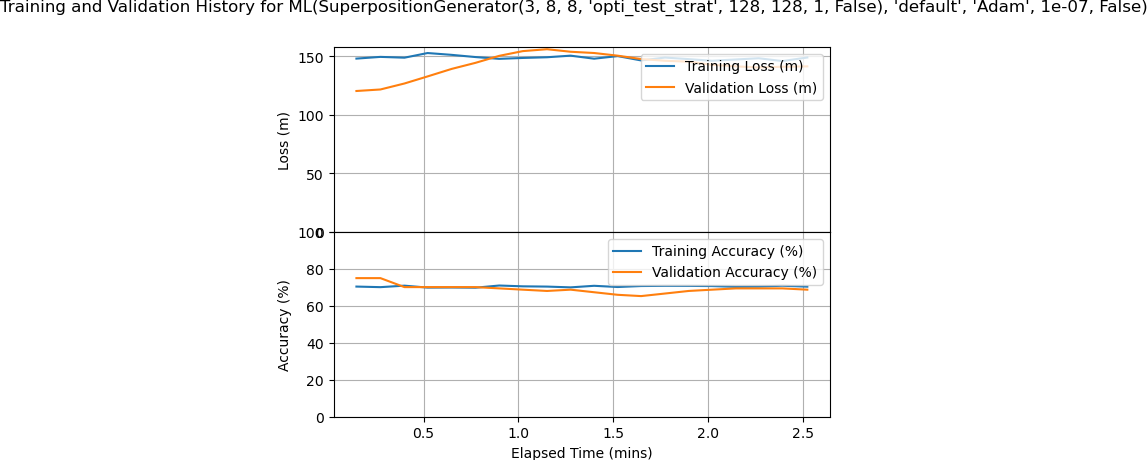 Training and Validation History for ML(SuperpositionGenerator(3, 8, 8, 'opti_test_strat', 128, 128, 1, False), 'default', 'Adam', 1e-07, False)
150
100
50
0
Loss (m)
Training Loss (m)
Validation Loss (m)
100
80
60
40
20
0
Accuracy (%)
Training Accuracy (%)
Validation Accuracy (%)
0.5 1.0 1.5 2.0 2.5
Elapsed Time (mins)